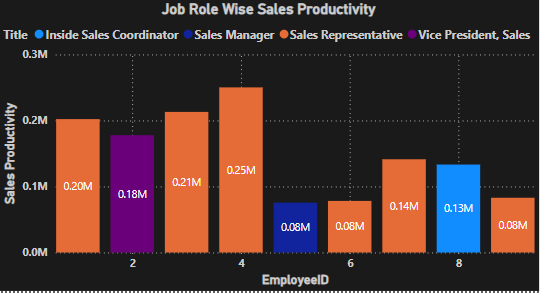 Job Role Wise Sales Productivity
Title Inside Sales Coordinator Sales Manager Sales Representative Vice President, Sales
0.3M
0.2M
0.1M
0.0M
Sales Productivity
0.20M
0.18M
0.21M
0.25M
0.08M
0.08M
0.14M
0.13M
0.08M
2 4 6 8
EmployeeID